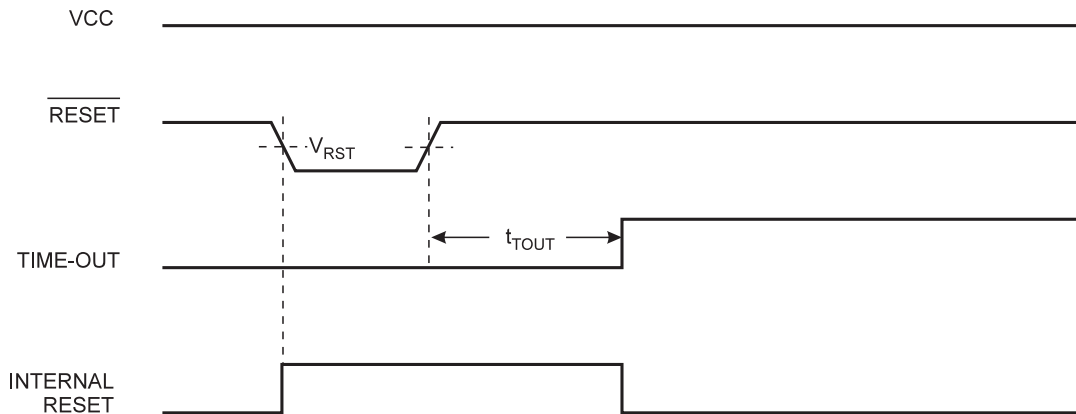 VCC
RESET
V_RST
t_TOUT
TIME-OUT
INTERNAL
RESET